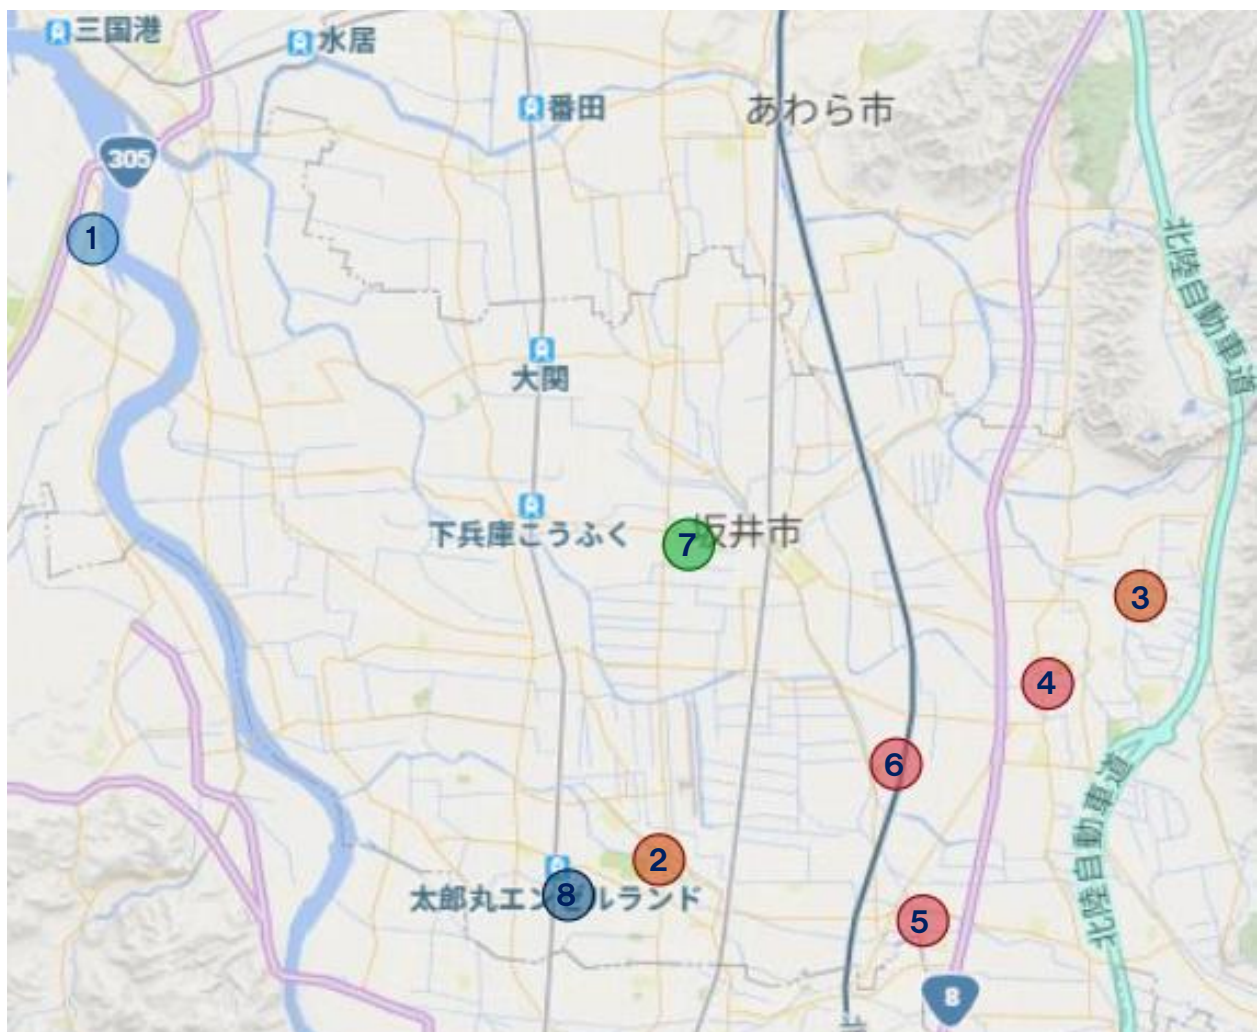 三国港
水居
番田
あわら市
305
1
北陸自動車道
大関
下兵庫こうふく
7
坂井市
3
4
6
北陸自動車道
2
太郎丸エン
8
ルランド
5
8